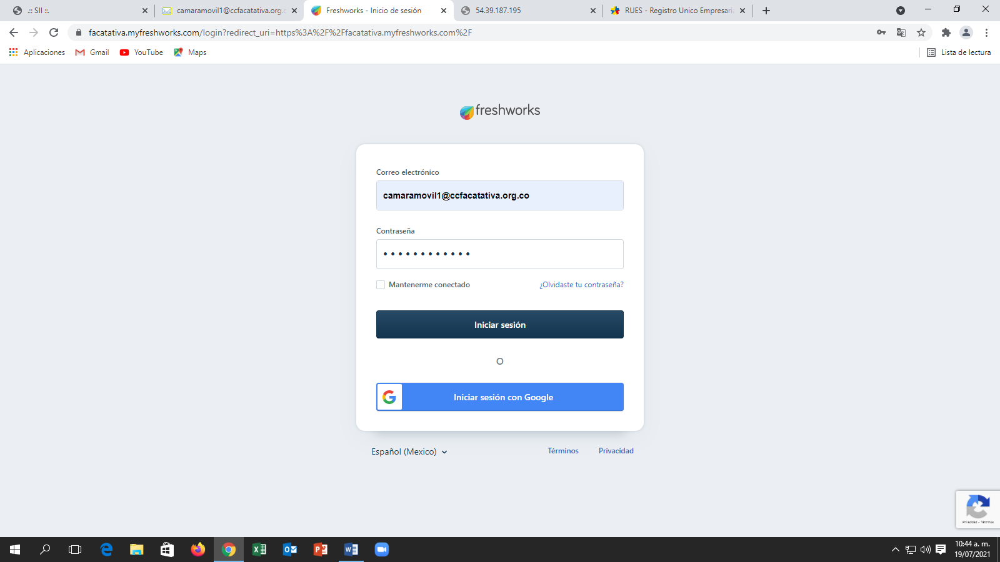 .:: SII ::.
camaramovil1@ccfacatativa.org.c
Freshworks - Inicio de sesión
54.39.187.195
RUES - Registro Unico Empresari
facatativa.myfreshworks.com/login?redirect_uri=https%3A%2F%2Ffacatativa.myfreshworks.com%2F
Aplicaciones
Gmail
YouTube
Maps
Lista de lectura
freshworks
Correo electrónico
camaramovil1@ccfacatativa.org.co
Contraseña
Mantenerme conectado
¿Olvidaste tu contraseña?
Iniciar sesión
O
Iniciar sesión con Google
Español (Mexico)
Términos
Privacidad
Privacidad - Términos
10:44 a. m.
19/07/2021